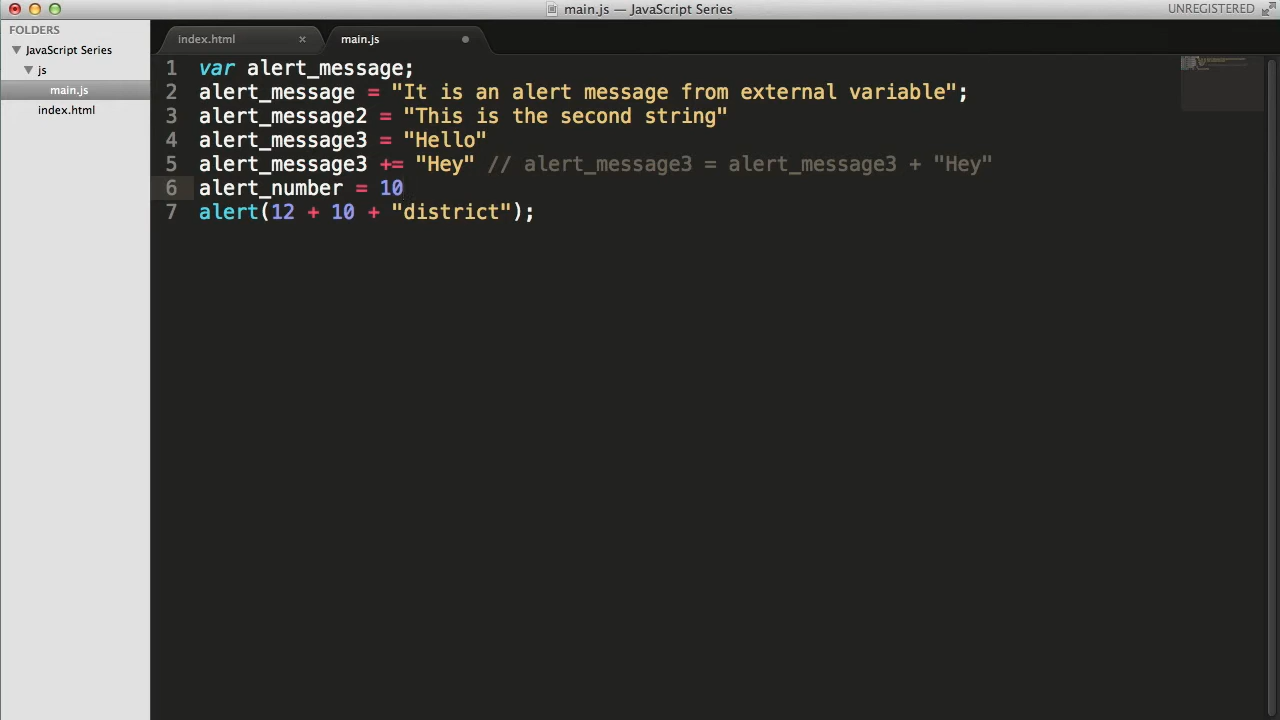 main.js — JavaScript Series
UNREGISTERED
FOLDERS
JavaScript Series
js
main.js
index.html
index.html
main.js
1 var alert_message;
2 alert_message = "It is an alert message from external variable";
3 alert_message2 = "This is the second string"
4 alert_message3 = "Hello"
5 alert_message3 += "Hey" // alert_message3 = alert_message3 + "Hey"
6 alert_number = 10
7 alert(12 + 10 + "district");